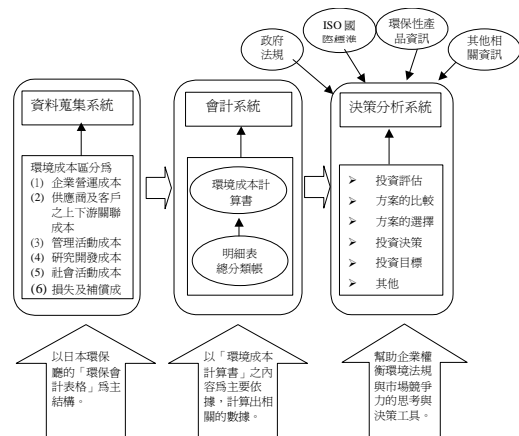 政府
法規
ISO 國
際標準
環保性產
品資訊
其他相
關資訊
資料蒐集系統
會計系統
決策分析系統
環境成本區分為
(1) 企業營運成本
(2) 供應商及客戶
之上下游關聯
成本
(3) 管理活動成本
(4) 研究開發成本
(5) 社會活動成本
(6) 損失及補償成
環境成本計
算書
明細表
總分類帳
➢ 投資評估
➢ 方案的比較
➢ 方案的選擇
➢ 投資決策
➢ 投資目標
➢ 其他
以日本環保
廳的「環保會
計表格」為主
結構。
以「環境成本
計算書」之內
容為主要依
據，計算出相
關的數據。
幫助企業權
衡環境法規
與市場競爭
力的思考與
決策工具。